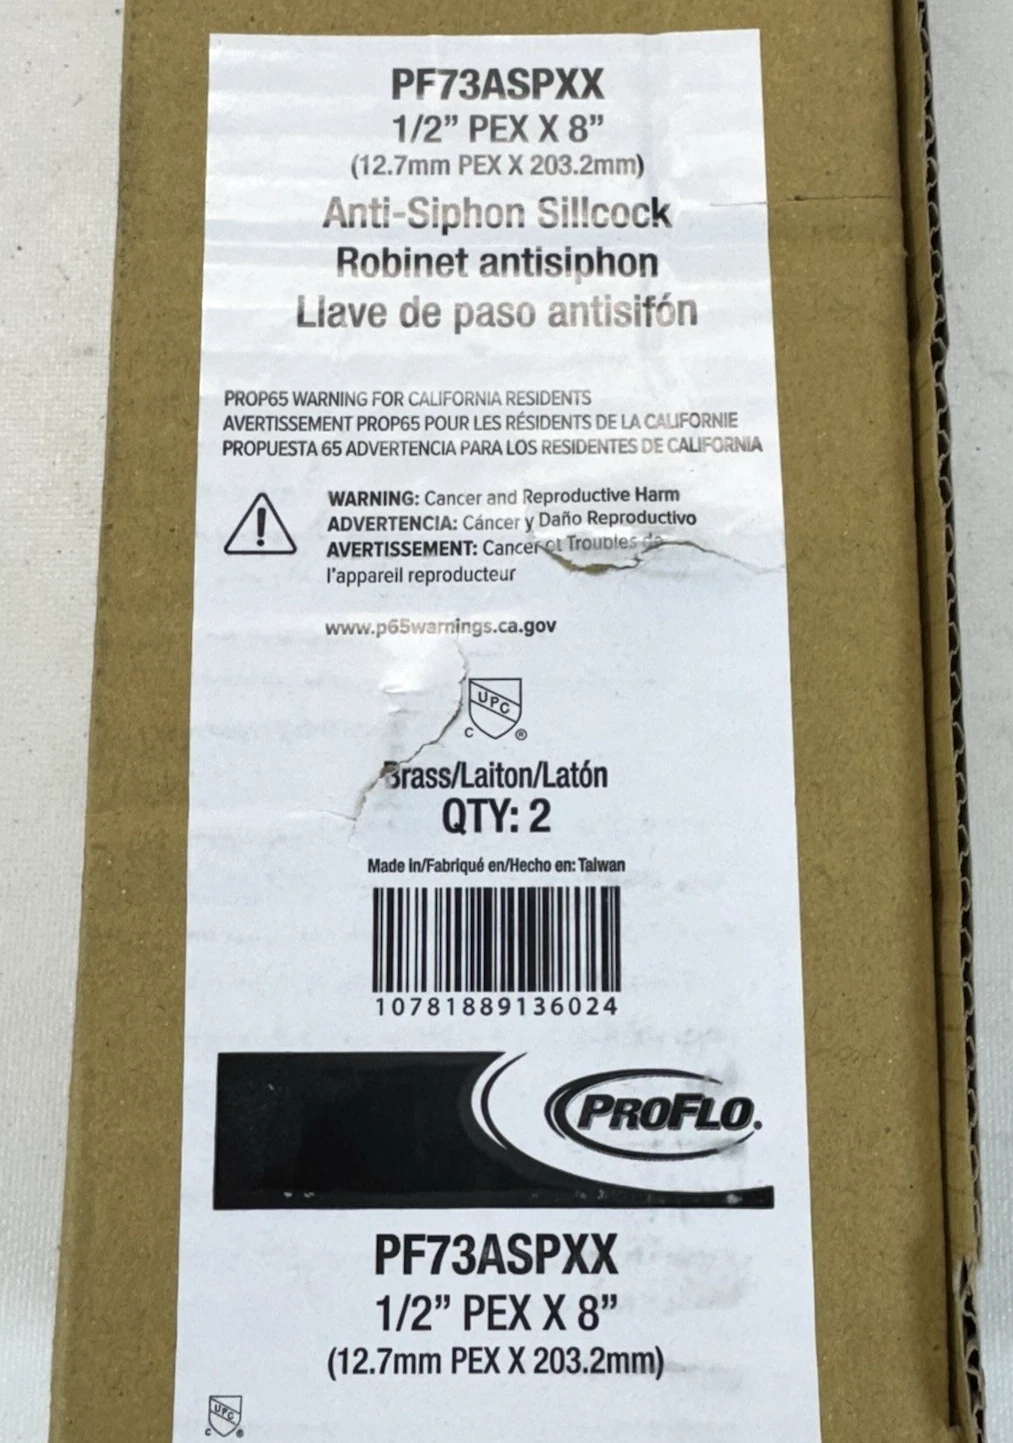 PF73ASPXX
1/2” PEX X 8”
(12.7mm PEX X 203.2mm)
Anti-Siphon Sillcock
Robinet antisiphon
Llave de paso antisifón
PROP65 WARNING FOR CALIFORNIA RESIDENTS
AVERTISSEMENT PROP65 POUR LES RÉSIDENTS DE LA CALIFORNIE
PROPUESTA 65 ADVERTENCIA PARA LOS RESIDENTES DE CALIFORNIA
WARNING: Cancer and Reproductive Harm
ADVERTENCIA: Cáncer y Daño Reproductivo
AVERTISSEMENT: Cancer et Troubles de
l'appareil reproducteur
www.p65warnings.ca.gov
UPC
C ®
Brass/Laiton/Latón
QTY: 2
Made in/Fabriqué en/Hecho en: Taiwan
10781889136024
PROFLO.
PF73ASPXX
1/2” PEX X 8”
(12.7mm PEX X 203.2mm)
UPC
C ®